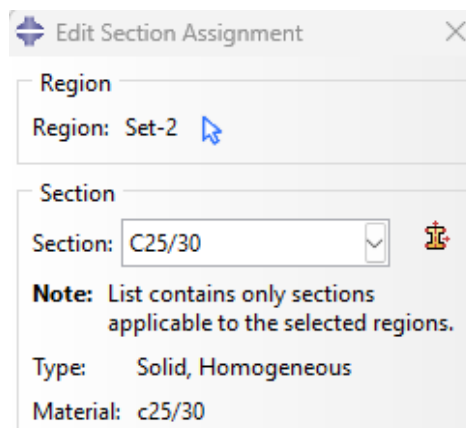 Edit Section Assignment
Region
Region: Set-2
Section
Section: C25/30
Note: List contains only sections
applicable to the selected regions.
Type: Solid, Homogeneous
Material: c25/30